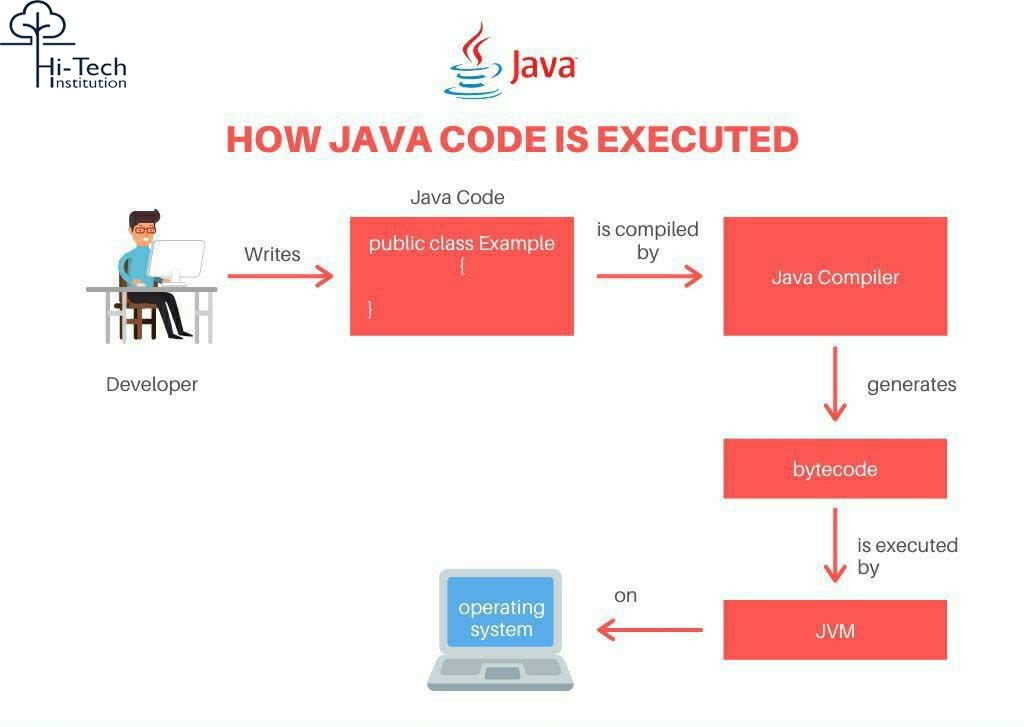 Hi-Tech
Institution
Java
HOW JAVA CODE IS EXECUTED
Java Code
Writes
public class Example
{
}
is compiled
by
Java Compiler
Developer
generates
bytecode
is executed
by
JVM
on
operating
system